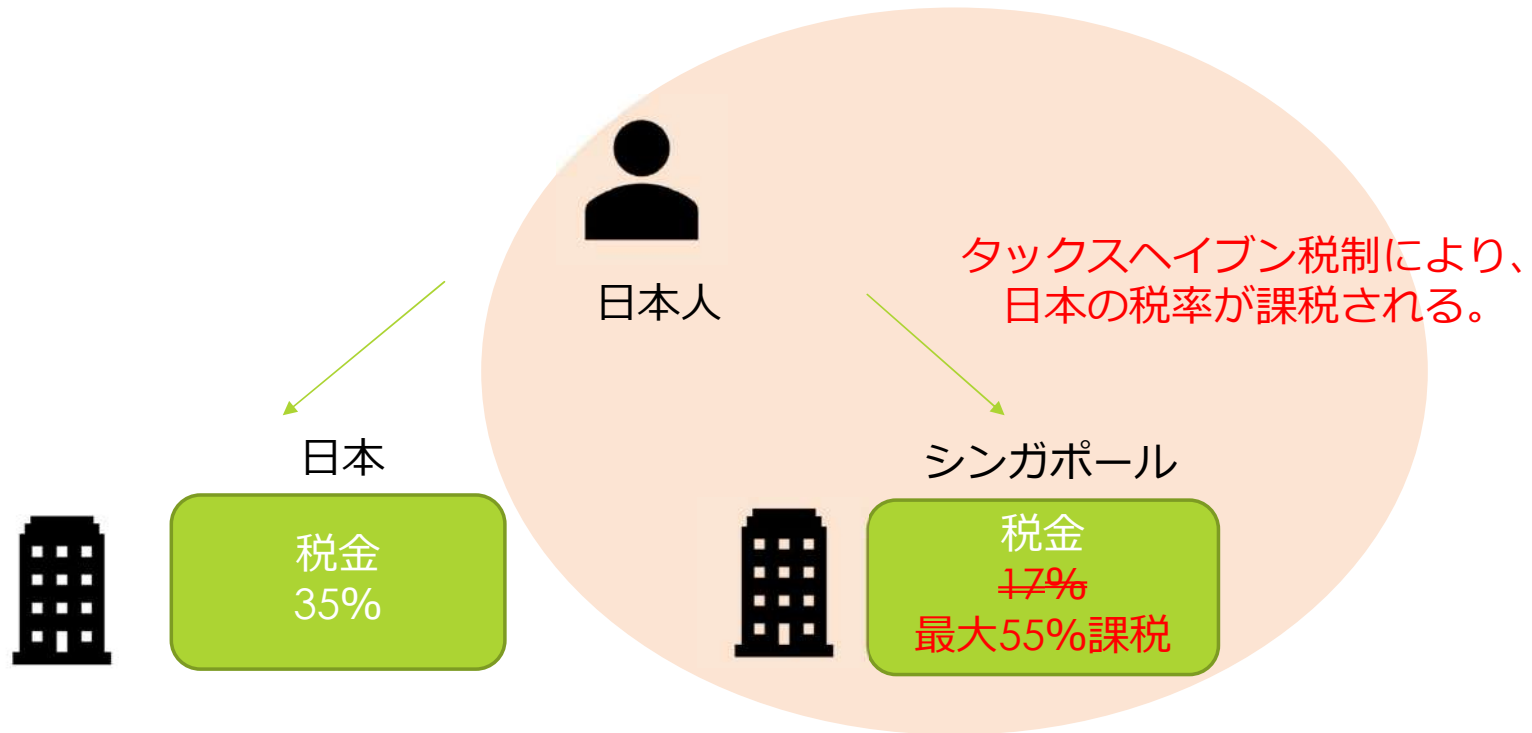 日本人
タックスヘイブン税制により、
日本の税率が課税される。
日本
税金
35%
シンガポール
税金
17%
最大55%課税